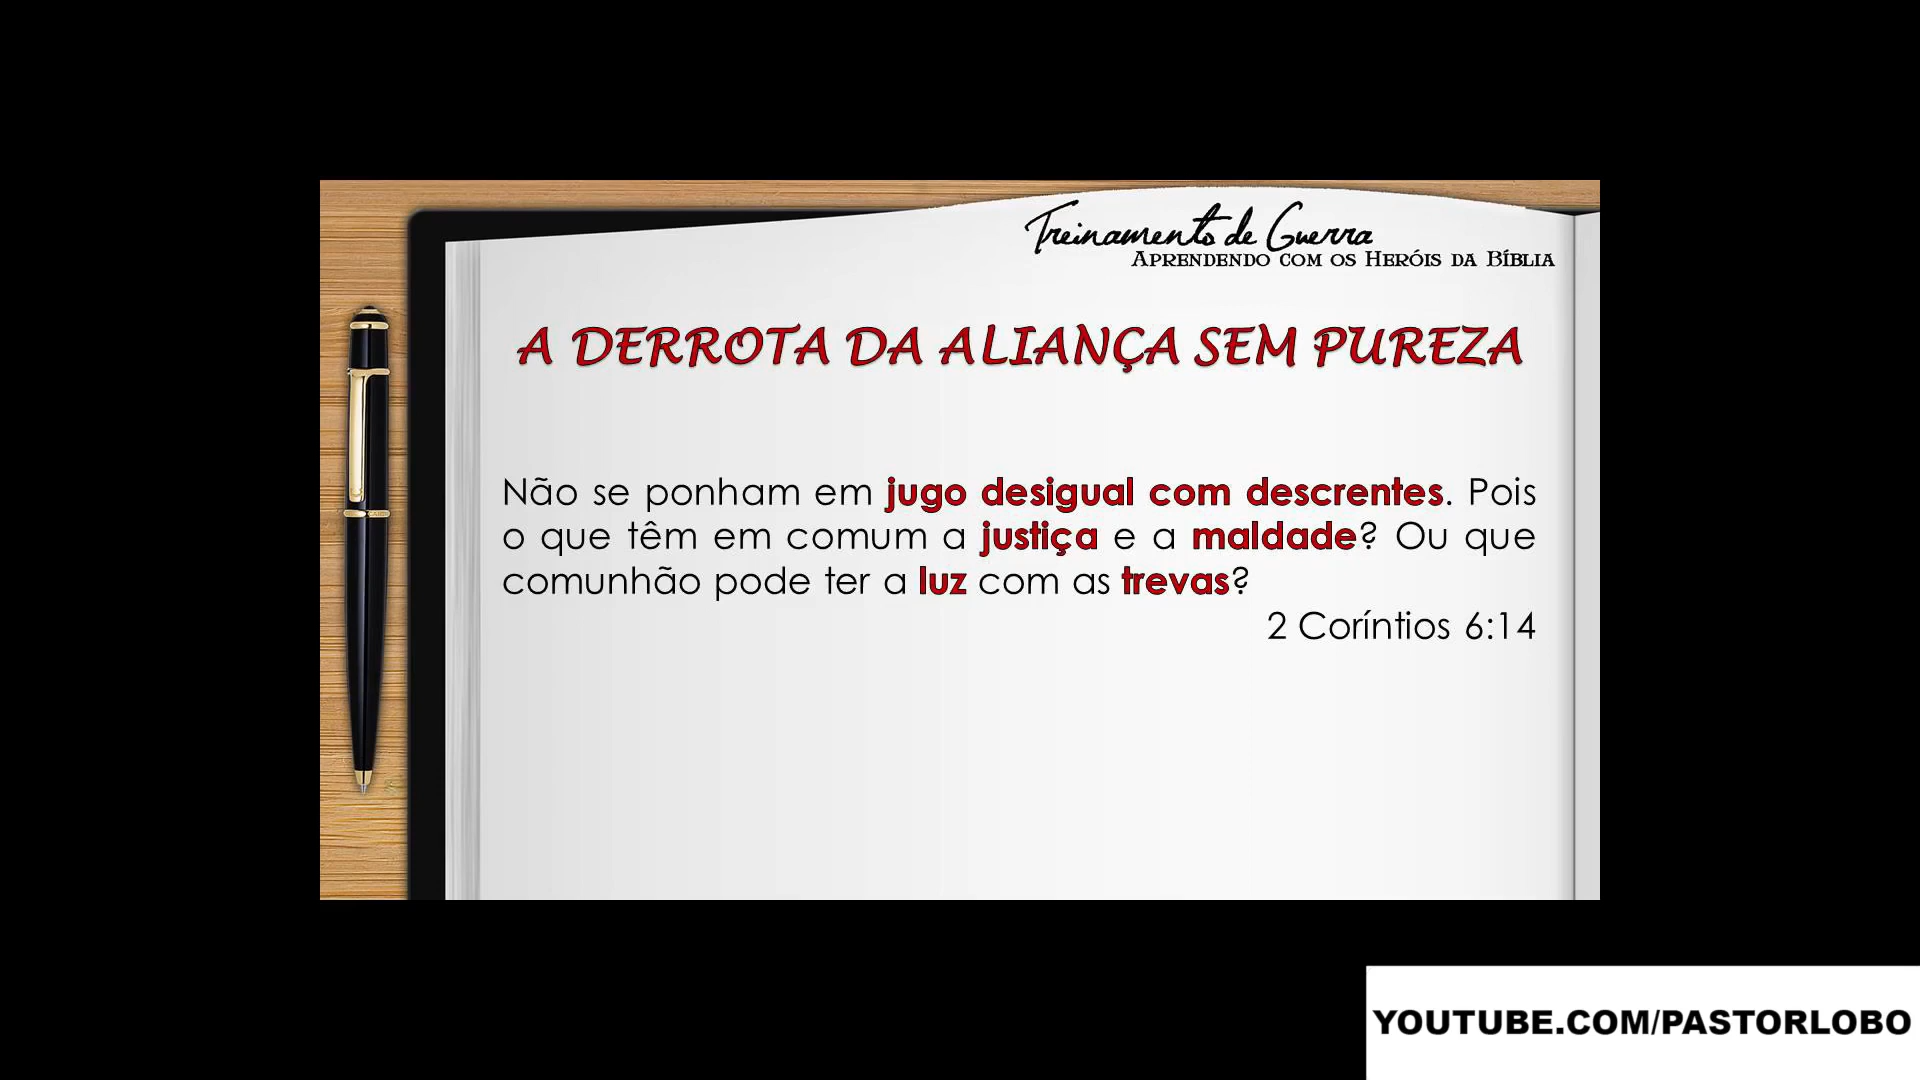 Treinamento de Guerra
Aprendendo com os Heróis da Bíblia
A DERROTA DA ALIANÇA SEM PUREZA
Não se ponham em jugo desigual com descrentes. Pois
o que têm em comum a justiça e a maldade? Ou que
comunhão pode ter a luz com as trevas?
2 Coríntios 6:14
YOUTUBE.COM/PASTORLOBO